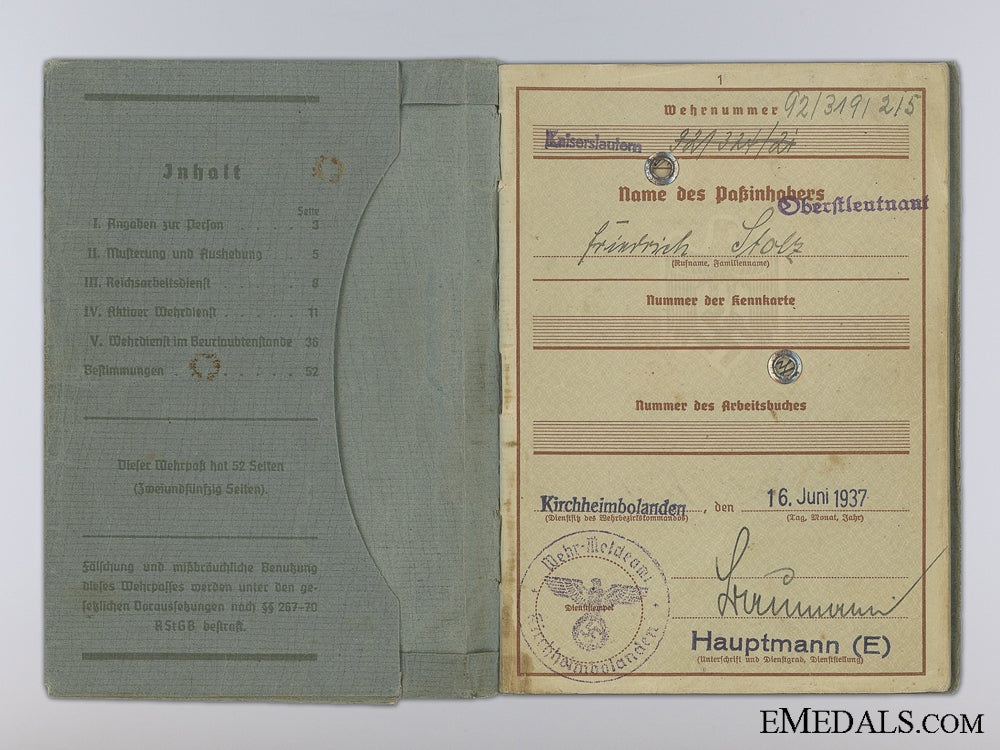 Inhalt
Seite
I. Angaben zur Person . . . . . 3
II. Musterung und Aushebung . . 5
III. Reichsarbeitsdienst . . . . . . 8
IV. Aktiver Wehrdienst . . . . . . 11
V. Wehrdienst im Beurlaubtenstande 36
Bestimmungen . . . . . . . 52
Dieser Wehrpaß hat 52 Seiten
(Zweiundfünfzig Seiten).
Fälschung und mißbräuchliche Benutzung
dieses Wehrpasses werden unter den ge-
setzlichen Voraussetzungen nach §§ 267–70
RStGB bestraft.
1
Wehrnummer 92/319/2/5
Kaiserslautern
Name des Paßinhabers
Oberstleutnant
Friedrich Stolz
(Rufname, Familienname)
Nummer der Kennkarte
Nummer des Arbeitsbuches
Kirchheimbolanden, den 16. Juni 1937
(Dienstsitz des Wehrbezirkskommandos) (Tag, Monat, Jahr)
Wehr-Meldeamt
Dienststempel
Kirchheimbolanden
Hauptmann (E)
(Unterschrift und Dienstgrad, Dienststellung)
EMEDALS.COM